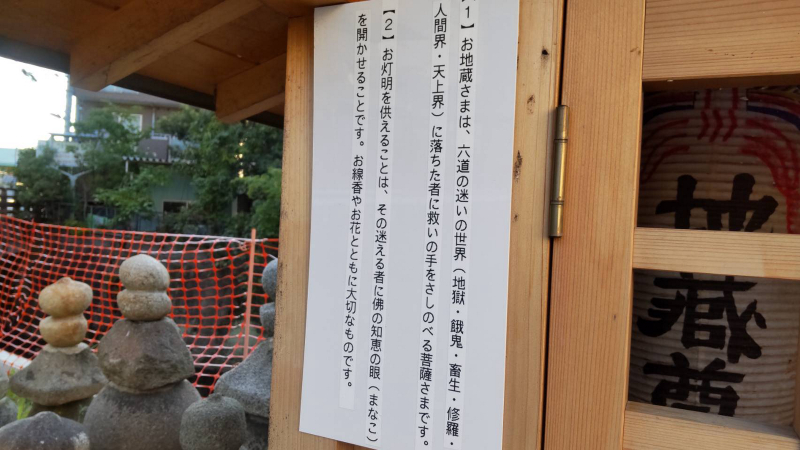 【1】お地蔵さまは、六道の迷いの世界（地獄・餓鬼・畜生・修羅・
人間界・天上界）に落ちた者に救いの手をさしのべる菩薩さまです。
【2】お灯明を供えることは、その迷える者に佛の知恵の眼（まなこ）
を開かせることです。お線香やお花とともに大切なものです。
地蔵尊